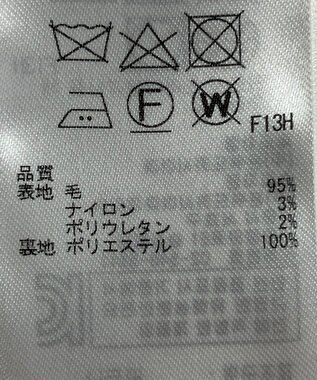 F W F13H
品質
表地 毛 95%
ナイロン 3%
ポリウレタン 2%
裏地 ポリエステル 100%